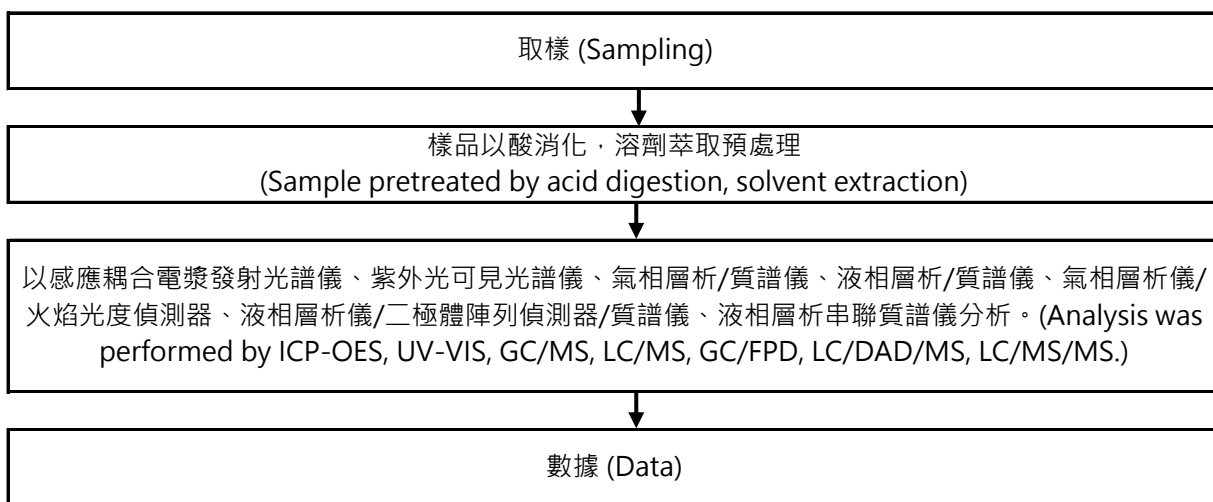 取樣 (Sampling)
樣品以酸消化，溶劑萃取預處理
(Sample pretreated by acid digestion, solvent extraction)
以感應耦合電漿發射光譜儀、紫外光可見光譜儀、氣相層析/質譜儀、液相層析/質譜儀、氣相層析儀/
火焰光度偵測器、液相層析儀/二極體陣列偵測器/質譜儀、液相層析串聯質譜儀分析。(Analysis was
performed by ICP-OES, UV-VIS, GC/MS, LC/MS, GC/FPD, LC/DAD/MS, LC/MS/MS.)
數據 (Data)